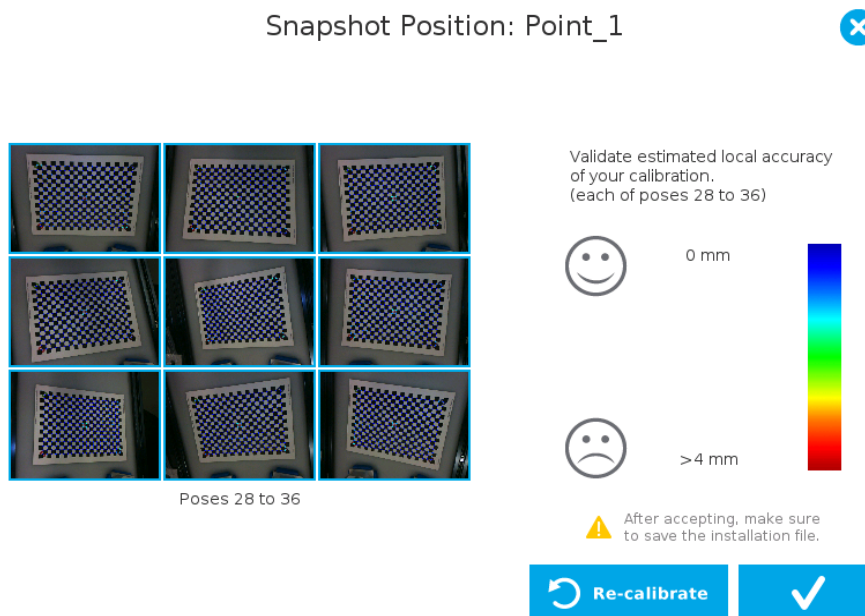 Snapshot Position: Point_1
Validate estimated local accuracy
of your calibration.
(each of poses 28 to 36)
0 mm
>4 mm
Poses 28 to 36
After accepting, make sure
to save the installation file.
Re-calibrate